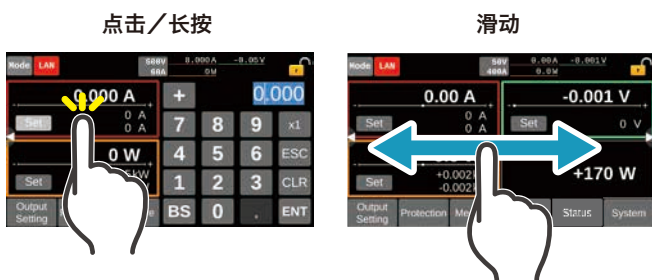 点击／长按
Mode LAN 500V 60A 8.000A 0W -0.05V
0.000 A
Set 0 A
0 A
0 W
Set kW
Output Setting
+ 0.000
7 8 9 x1
4 5 6 ESC
1 2 3 CLR
BS 0 . ENT
滑动
Mode LAN 50V 400A 0.00A 0.0W -0.001V
0.00 A
Set 0 A
0 A
-0.001 V
Set 0 V
Set +0.002
-0.002
+170 W
Output Setting Protection Status System